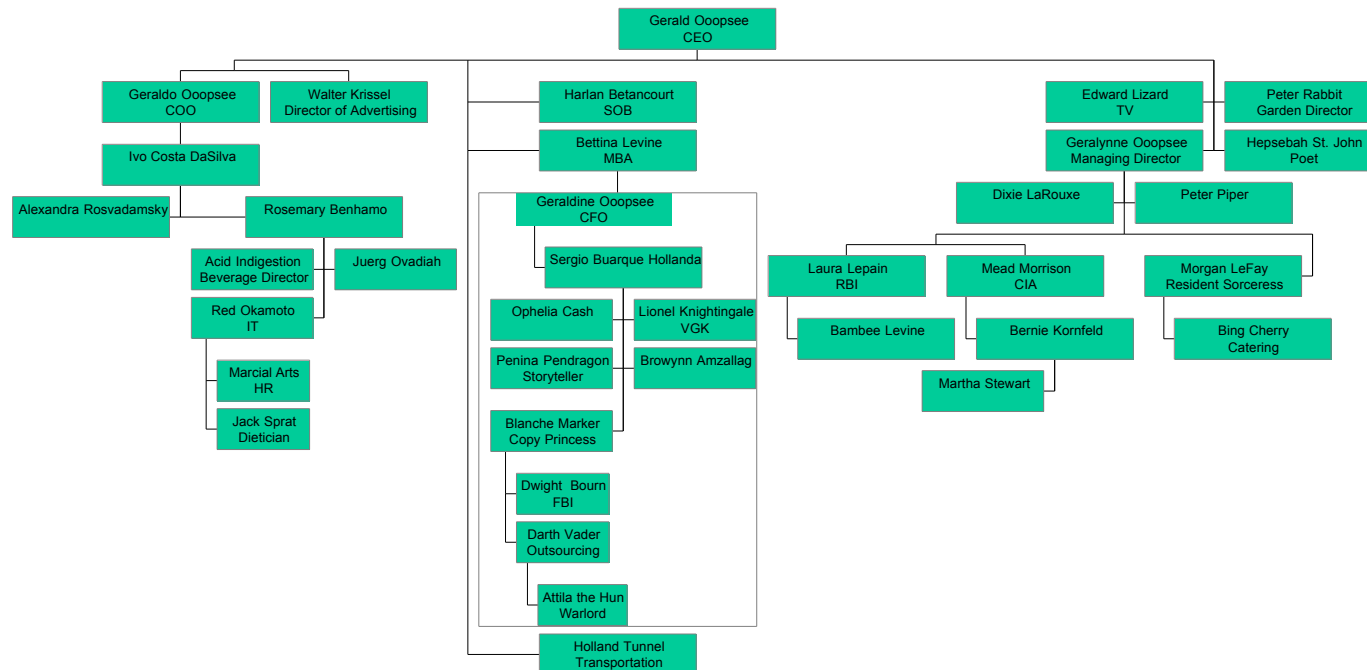 Gerald Ooopsee
CEO
Geraldo Ooopsee
COO
Walter Krissel
Director of Advertising
Ivo Costa DaSilva
Alexandra Rosvadamsky
Rosemary Benhamo
Acid Indigestion
Beverage Director
Juerg Ovadiah
Red Okamoto
IT
Marcial Arts
HR
Jack Sprat
Dietician
Harlan Betancourt
SOB
Bettina Levine
MBA
Geraldine Ooopsee
CFO
Sergio Buarque Hollanda
Ophelia Cash
Lionel Knightingale
VGK
Penina Pendragon
Storyteller
Browynn Amzallag
Blanche Marker
Copy Princess
Dwight Bourn
FBI
Darth Vader
Outsourcing
Attila the Hun
Warlord
Holland Tunnel
Transportation
Edward Lizard
TV
Peter Rabbit
Garden Director
Geralynne Ooopsee
Managing Director
Hepsebah St. John
Poet
Dixie LaRouxe
Peter Piper
Laura Lepain
RBI
Mead Morrison
CIA
Morgan LeFay
Resident Sorceress
Bambee Levine
Bernie Kornfeld
Bing Cherry
Catering
Martha Stewart